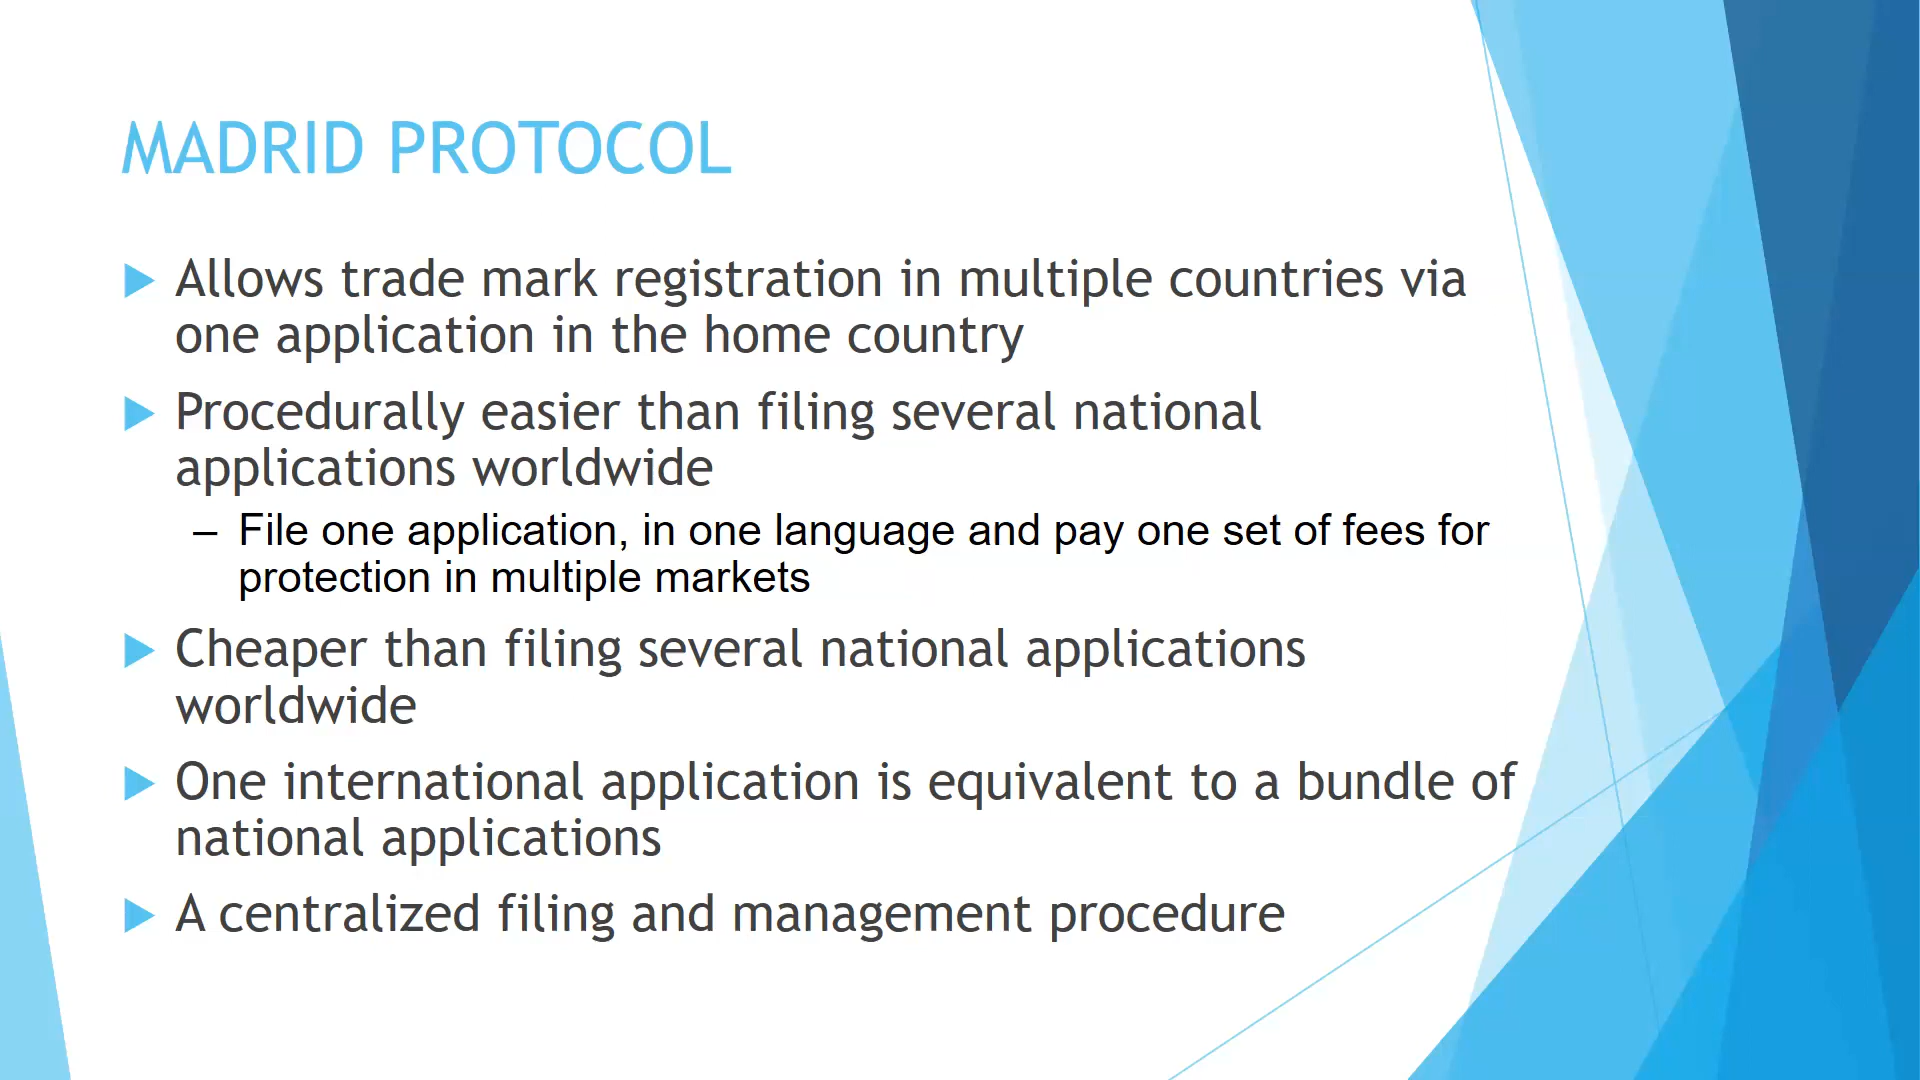 MADRID PROTOCOL
Allows trade mark registration in multiple countries via
one application in the home country
Procedurally easier than filing several national
applications worldwide
– File one application, in one language and pay one set of fees for
protection in multiple markets
Cheaper than filing several national applications
worldwide
One international application is equivalent to a bundle of
national applications
A centralized filing and management procedure